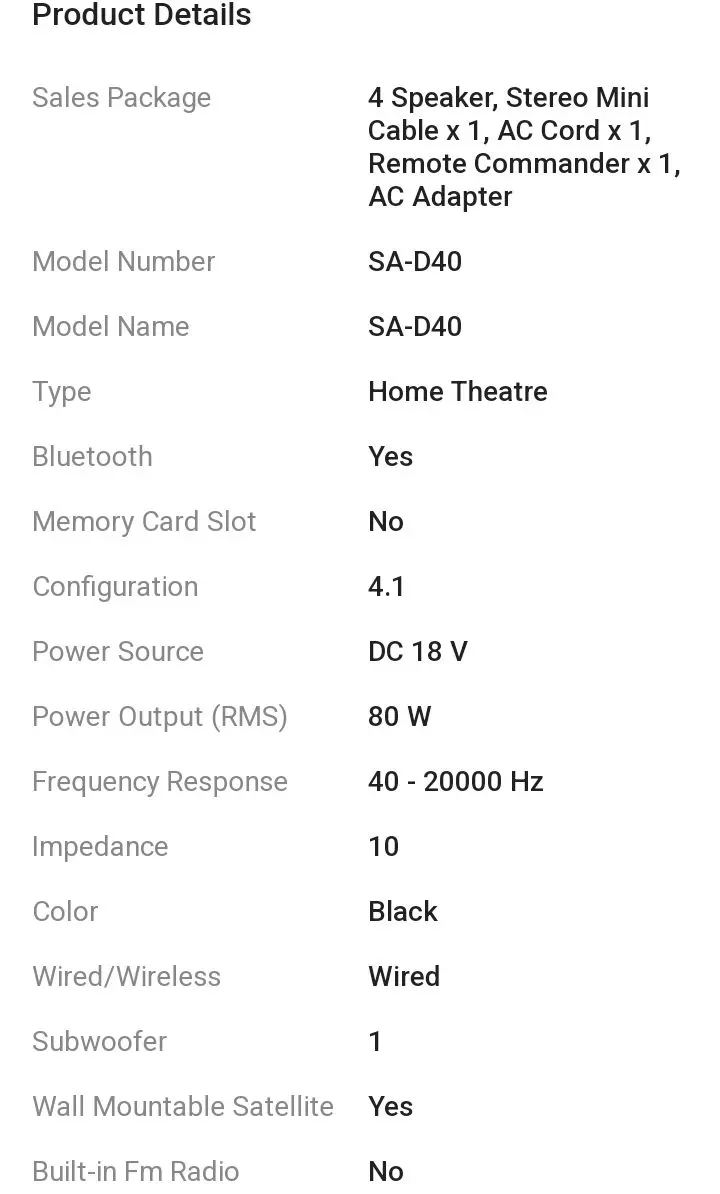 Product Details
Sales Package 4 Speaker, Stereo Mini
Cable x 1, AC Cord x 1,
Remote Commander x 1,
AC Adapter
Model Number SA-D40
Model Name SA-D40
Type Home Theatre
Bluetooth Yes
Memory Card Slot No
Configuration 4.1
Power Source DC 18 V
Power Output (RMS) 80 W
Frequency Response 40 - 20000 Hz
Impedance 10
Color Black
Wired/Wireless Wired
Subwoofer 1
Wall Mountable Satellite Yes
Built-in Fm Radio No